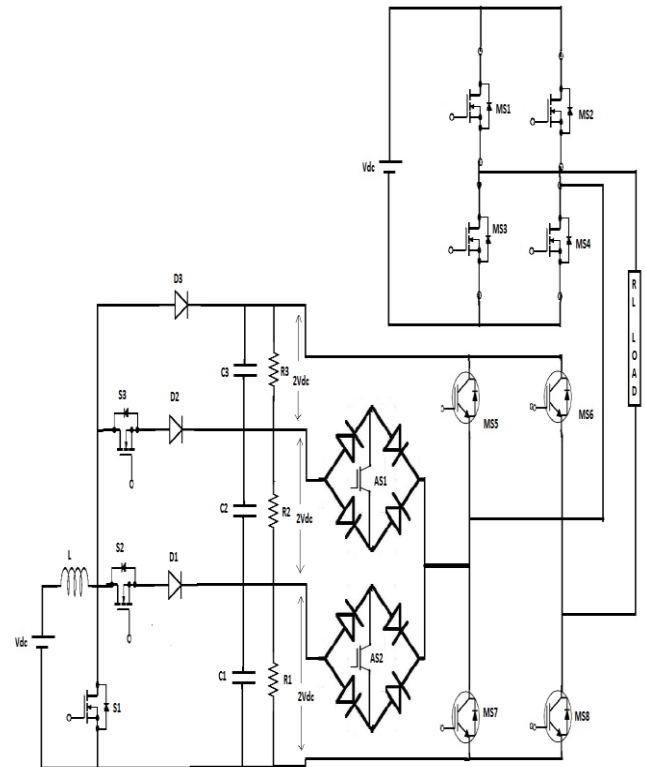 MS1
MS2
Vdc
MS3
MS4
D3
RL LOAD
C3
R3
2Vdc
S3
D2
MS5
MS6
AS1
C2
R2
2Vdc
L
S2
D1
Vdc
AS2
C1
R1
2Vdc
S1
MS7
MS8